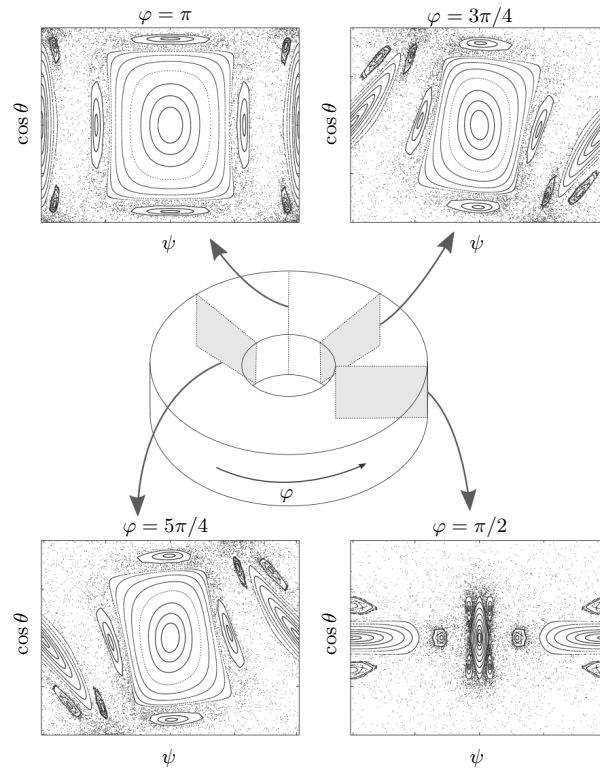 φ = π
φ = 3π/4
cos θ
cos θ
ψ
ψ
φ
φ = 5π/4
φ = π/2
cos θ
cos θ
ψ
ψ